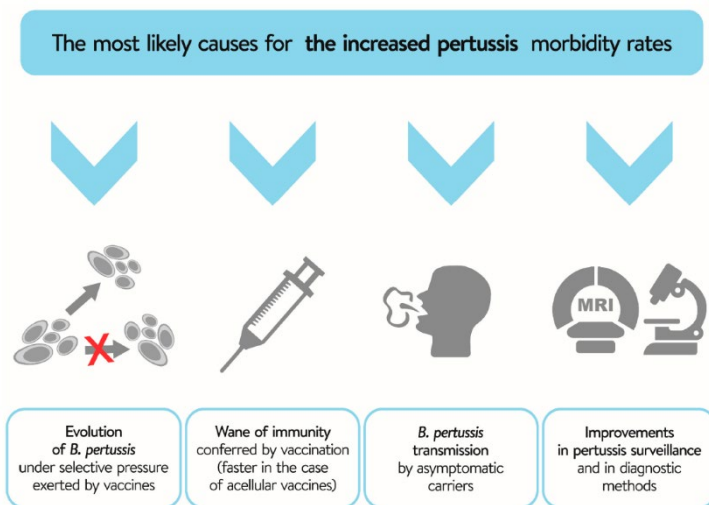 The most likely causes for the increased pertussis morbidity rates
MRI
Evolution
of B. pertussis
under selective pressure
exerted by vaccines
Wane of immunity
conferred by vaccination
(faster in the case
of acellular vaccines)
B. pertussis
transmission
by asymptomatic
carriers
Improvements
in pertussis surveillance
and in diagnostic
methods